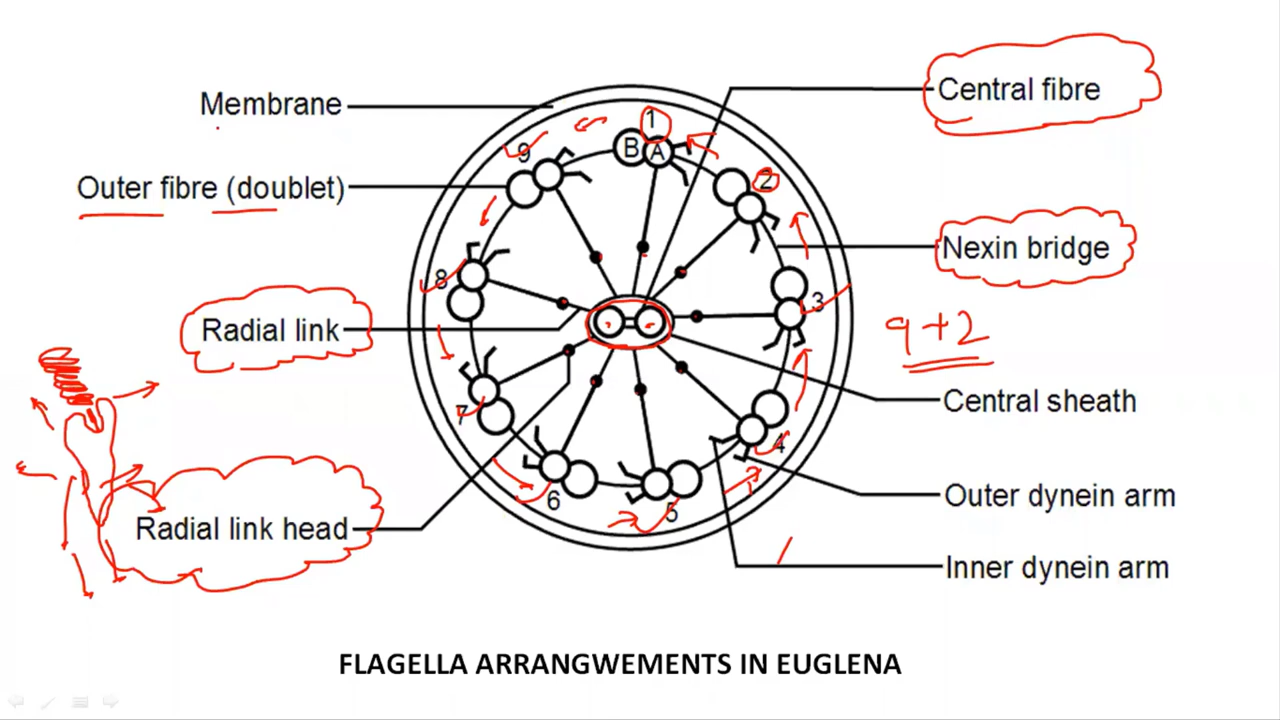 Central fibre
Membrane
1
B A
9
2
Outer fibre (doublet)
Nexin bridge
8
3
Radial link
9+2
Central sheath
7
4
Outer dynein arm
6
5
Radial link head
Inner dynein arm
FLAGELLA ARRANGWEMENTS IN EUGLENA